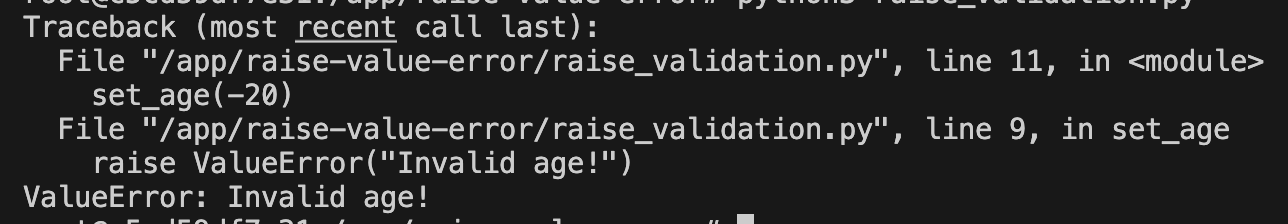 Traceback (most recent call last):
  File "/app/raise-value-error/raise_validation.py", line 11, in <module>
    set_age(-20)
  File "/app/raise-value-error/raise_validation.py", line 9, in set_age
    raise ValueError("Invalid age!")
ValueError: Invalid age!